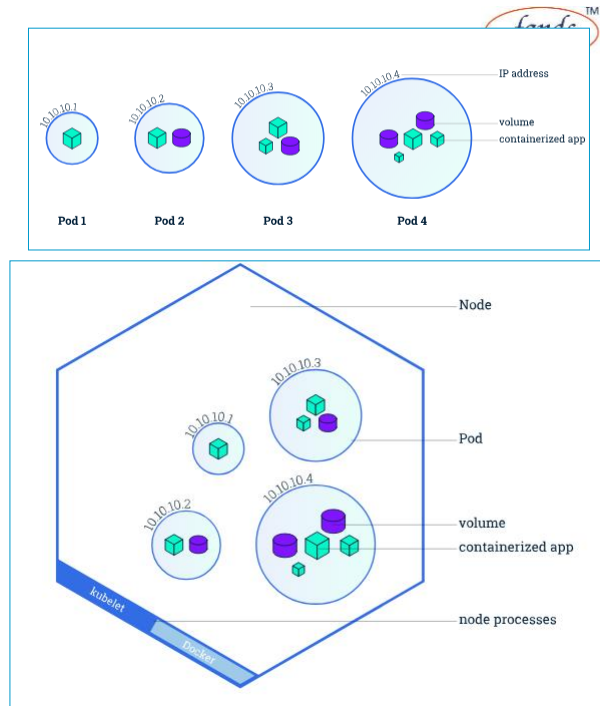 TM
10.10.10.1
10.10.10.2
10.10.10.3
10.10.10.4
IP address
volume
containerized app
Pod 1
Pod 2
Pod 3
Pod 4
Node
10.10.10.3
10.10.10.1
Pod
10.10.10.4
10.10.10.2
volume
containerized app
kubelet
Docker
node processes